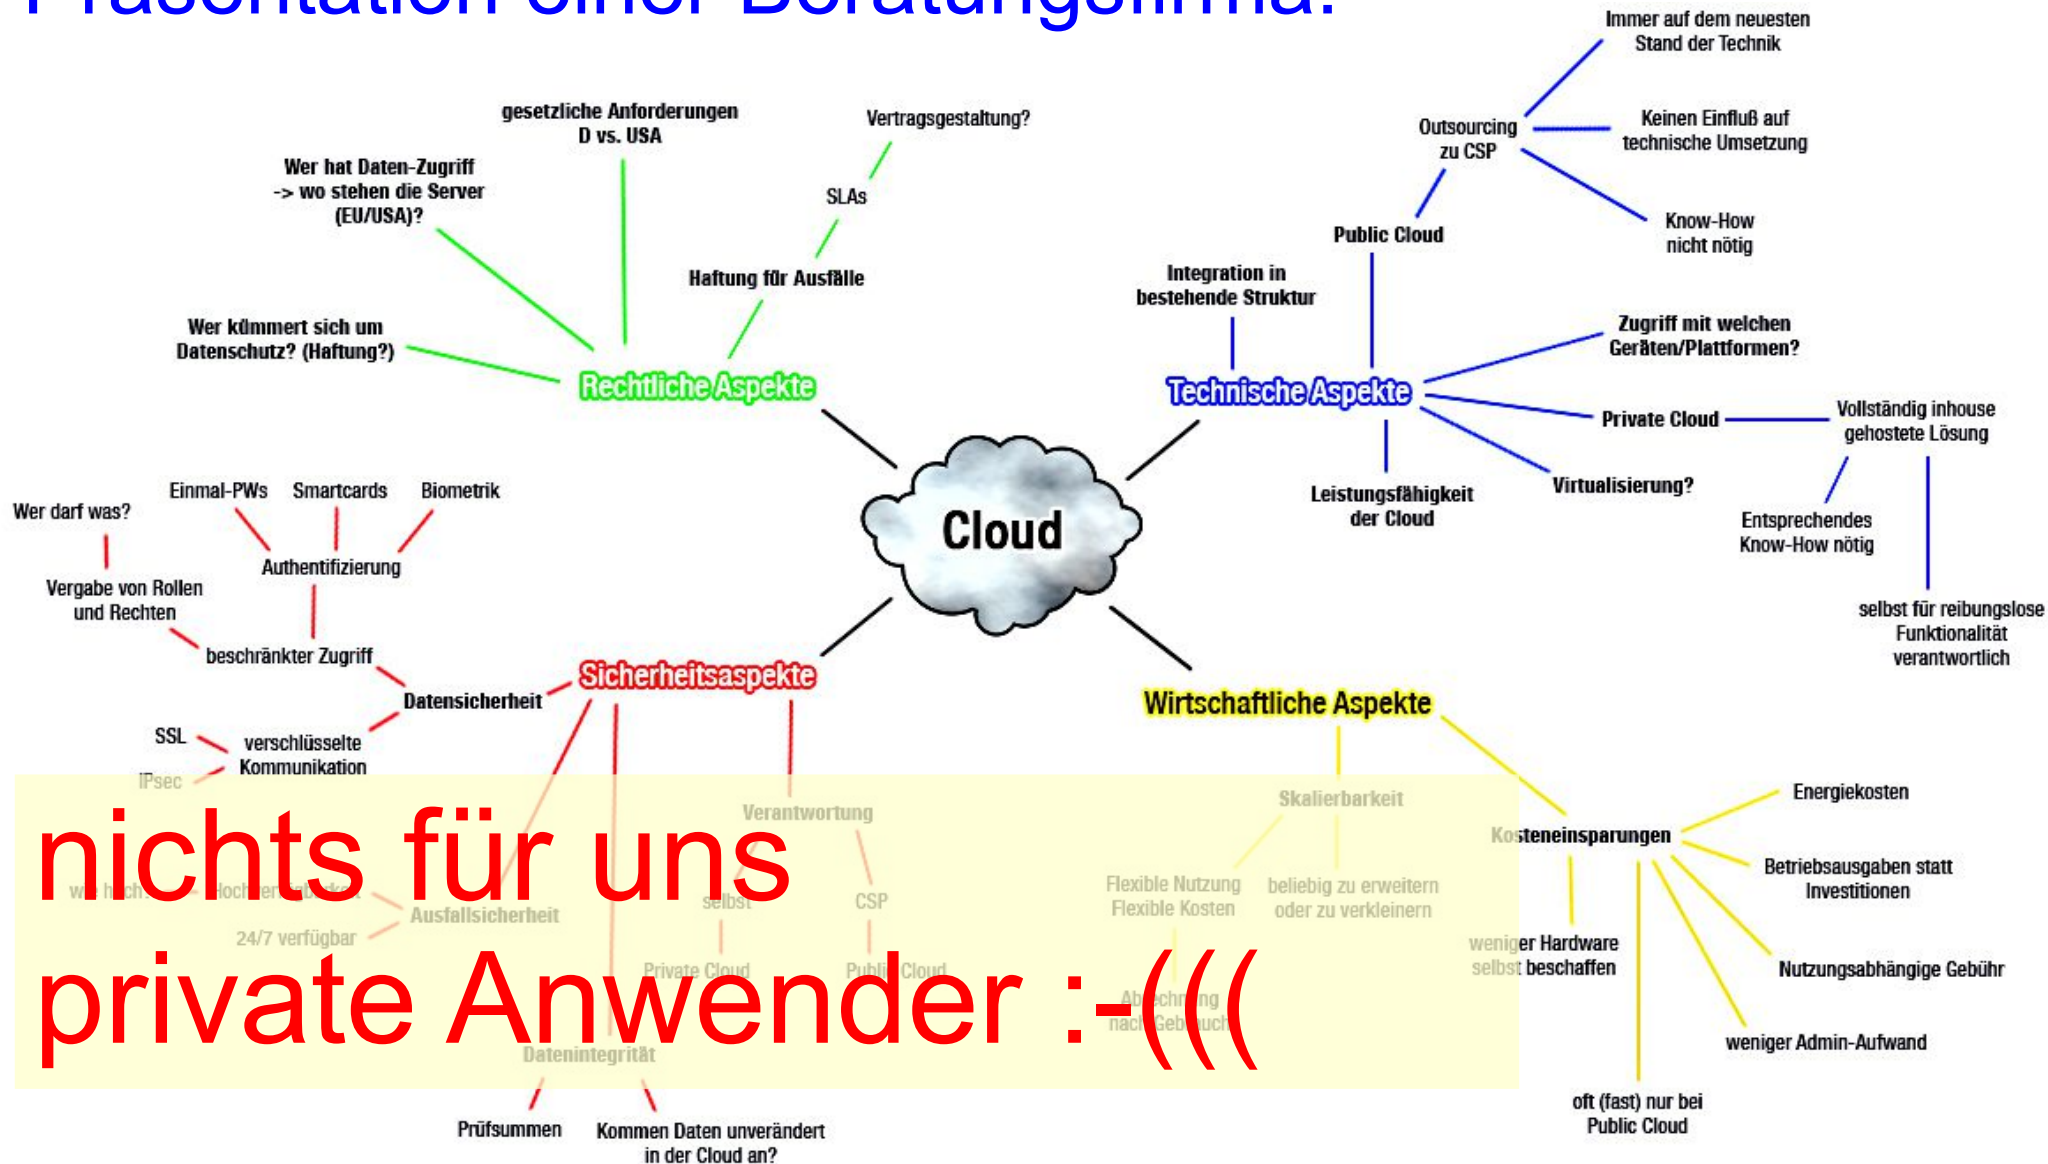 Präsentation einer Beratungsfirma:
Immer auf dem neuesten
Stand der Technik
gesetzliche Anforderungen
D vs. USA
Vertragsgestaltung?
Outsourcing
zu CSP
Keinen Einfluß auf
technische Umsetzung
Wer hat Daten-Zugriff
-> wo stehen die Server
(EU/USA)?
SLAs
Know-How
nicht nötig
Public Cloud
Haftung für Ausfälle
Integration in
bestehende Struktur
Wer kümmert sich um
Datenschutz? (Haftung?)
Zugriff mit welchen
Geräten/Plattformen?
Rechtliche Aspekte
Technische Aspekte
Private Cloud
Vollständig inhouse
gehostete Lösung
Virtualisierung?
Leistungsfähigkeit
der Cloud
Entsprechendes
Know-How nötig
selbst für reibungslose
Funktionalität
verantwortlich
Cloud
Einmal-PWs
Smartcards
Biometrik
Wer darf was?
Authentifizierung
Vergabe von Rollen
und Rechten
beschränkter Zugriff
Sicherheitsaspekte
Datensicherheit
SSL
verschlüsselte
Kommunikation
IPsec
Wirtschaftliche Aspekte
Verantwortung
Skalierbarkeit
Kosteneinsparungen
Energiekosten
Betriebsausgaben statt
Investitionen
nichts für uns
private Anwender :-(((
wie hoch?
Hochverfügbarkeit
Ausfallsicherheit
24/7 verfügbar
selbst
CSP
Private Cloud
Public Cloud
Flexible Nutzung
Flexible Kosten
beliebig zu erweitern
oder zu verkleinern
Abrechnung
nach Gebrauch
weniger Hardware
selbst beschaffen
Nutzungsabhängige Gebühr
weniger Admin-Aufwand
oft (fast) nur bei
Public Cloud
Datenintegrität
Prüfsummen
Kommen Daten unverändert
in der Cloud an?